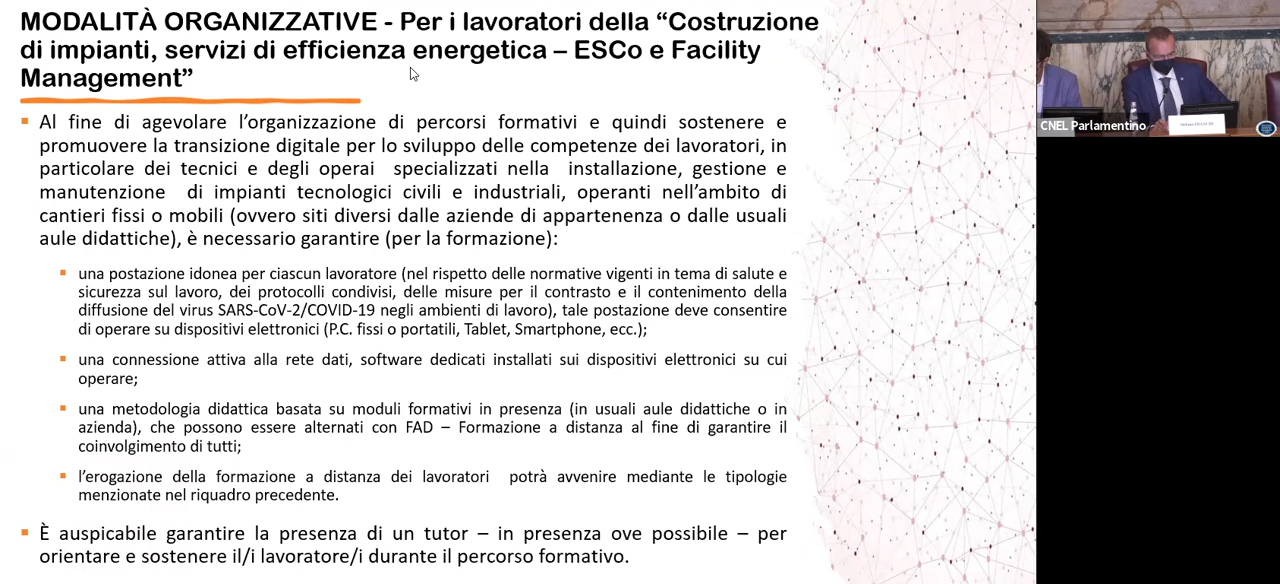 MODALITÀ ORGANIZZATIVE - Per i lavoratori della “Costruzione
di impianti, servizi di efficienza energetica – ESCo e Facility
Management”
Al fine di agevolare l’organizzazione di percorsi formativi e quindi sostenere e
promuovere la transizione digitale per lo sviluppo delle competenze dei lavoratori, in
particolare dei tecnici e degli operai specializzati nella installazione, gestione e
manutenzione di impianti tecnologici civili e industriali, operanti nell’ambito di
cantieri fissi o mobili (ovvero siti diversi dalle aziende di appartenenza o dalle usuali
aule didattiche), è necessario garantire (per la formazione):
una postazione idonea per ciascun lavoratore (nel rispetto delle normative vigenti in tema di salute e
sicurezza sul lavoro, dei protocolli condivisi, delle misure per il contrasto e il contenimento della
diffusione del virus SARS-CoV-2/COVID-19 negli ambienti di lavoro), tale postazione deve consentire
di operare su dispositivi elettronici (P.C. fissi o portatili, Tablet, Smartphone, ecc.);
una connessione attiva alla rete dati, software dedicati installati sui dispositivi elettronici su cui
operare;
una metodologia didattica basata su moduli formativi in presenza (in usuali aule didattiche o in
azienda), che possono essere alternati con FAD – Formazione a distanza al fine di garantire il
coinvolgimento di tutti;
l’erogazione della formazione a distanza dei lavoratori potrà avvenire mediante le tipologie
menzionate nel riquadro precedente.
È auspicabile garantire la presenza di un tutor – in presenza ove possibile – per
orientare e sostenere il/i lavoratore/i durante il percorso formativo.
CNEL Parlamentino